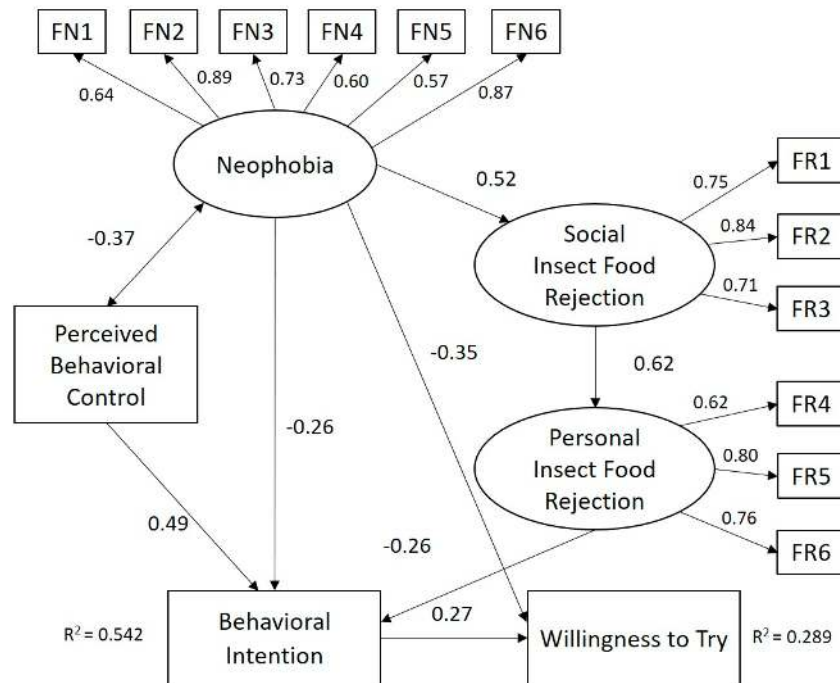 FN1
FN2
FN3
FN4
FN5
FN6
0.64
0.89
0.73
0.60
0.57
0.87
Neophobia
0.52
0.75
FR1
Social
Insect Food
Rejection
0.84
FR2
0.71
FR3
-0.37
Perceived
Behavioral
Control
-0.35
0.62
-0.26
Personal
Insect Food
Rejection
0.62
FR4
0.80
FR5
0.76
FR6
0.49
-0.26
R² = 0.542
Behavioral
Intention
0.27
Willingness to Try
R² = 0.289